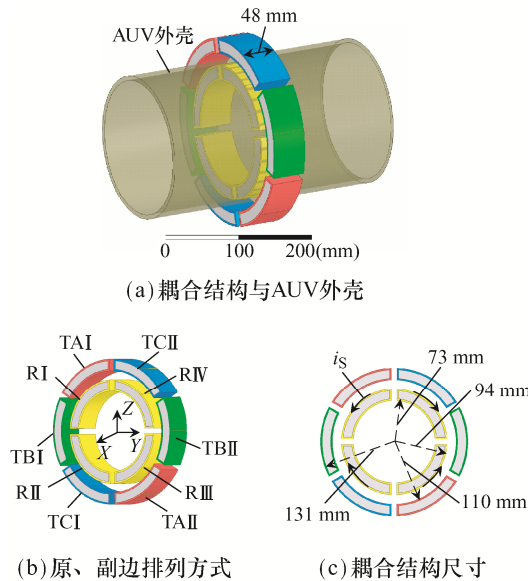 48 mm
AUV外壳
0 100 200(mm)
(a)耦合结构与AUV外壳
TAⅠ
TCⅡ
RⅠ
RⅣ
Z
X
Y
TBⅠ
TBⅡ
RⅡ
RⅢ
TCⅠ
TAⅡ
(b)原、副边排列方式
iS
73 mm
94 mm
131 mm
110 mm
(c)耦合结构尺寸